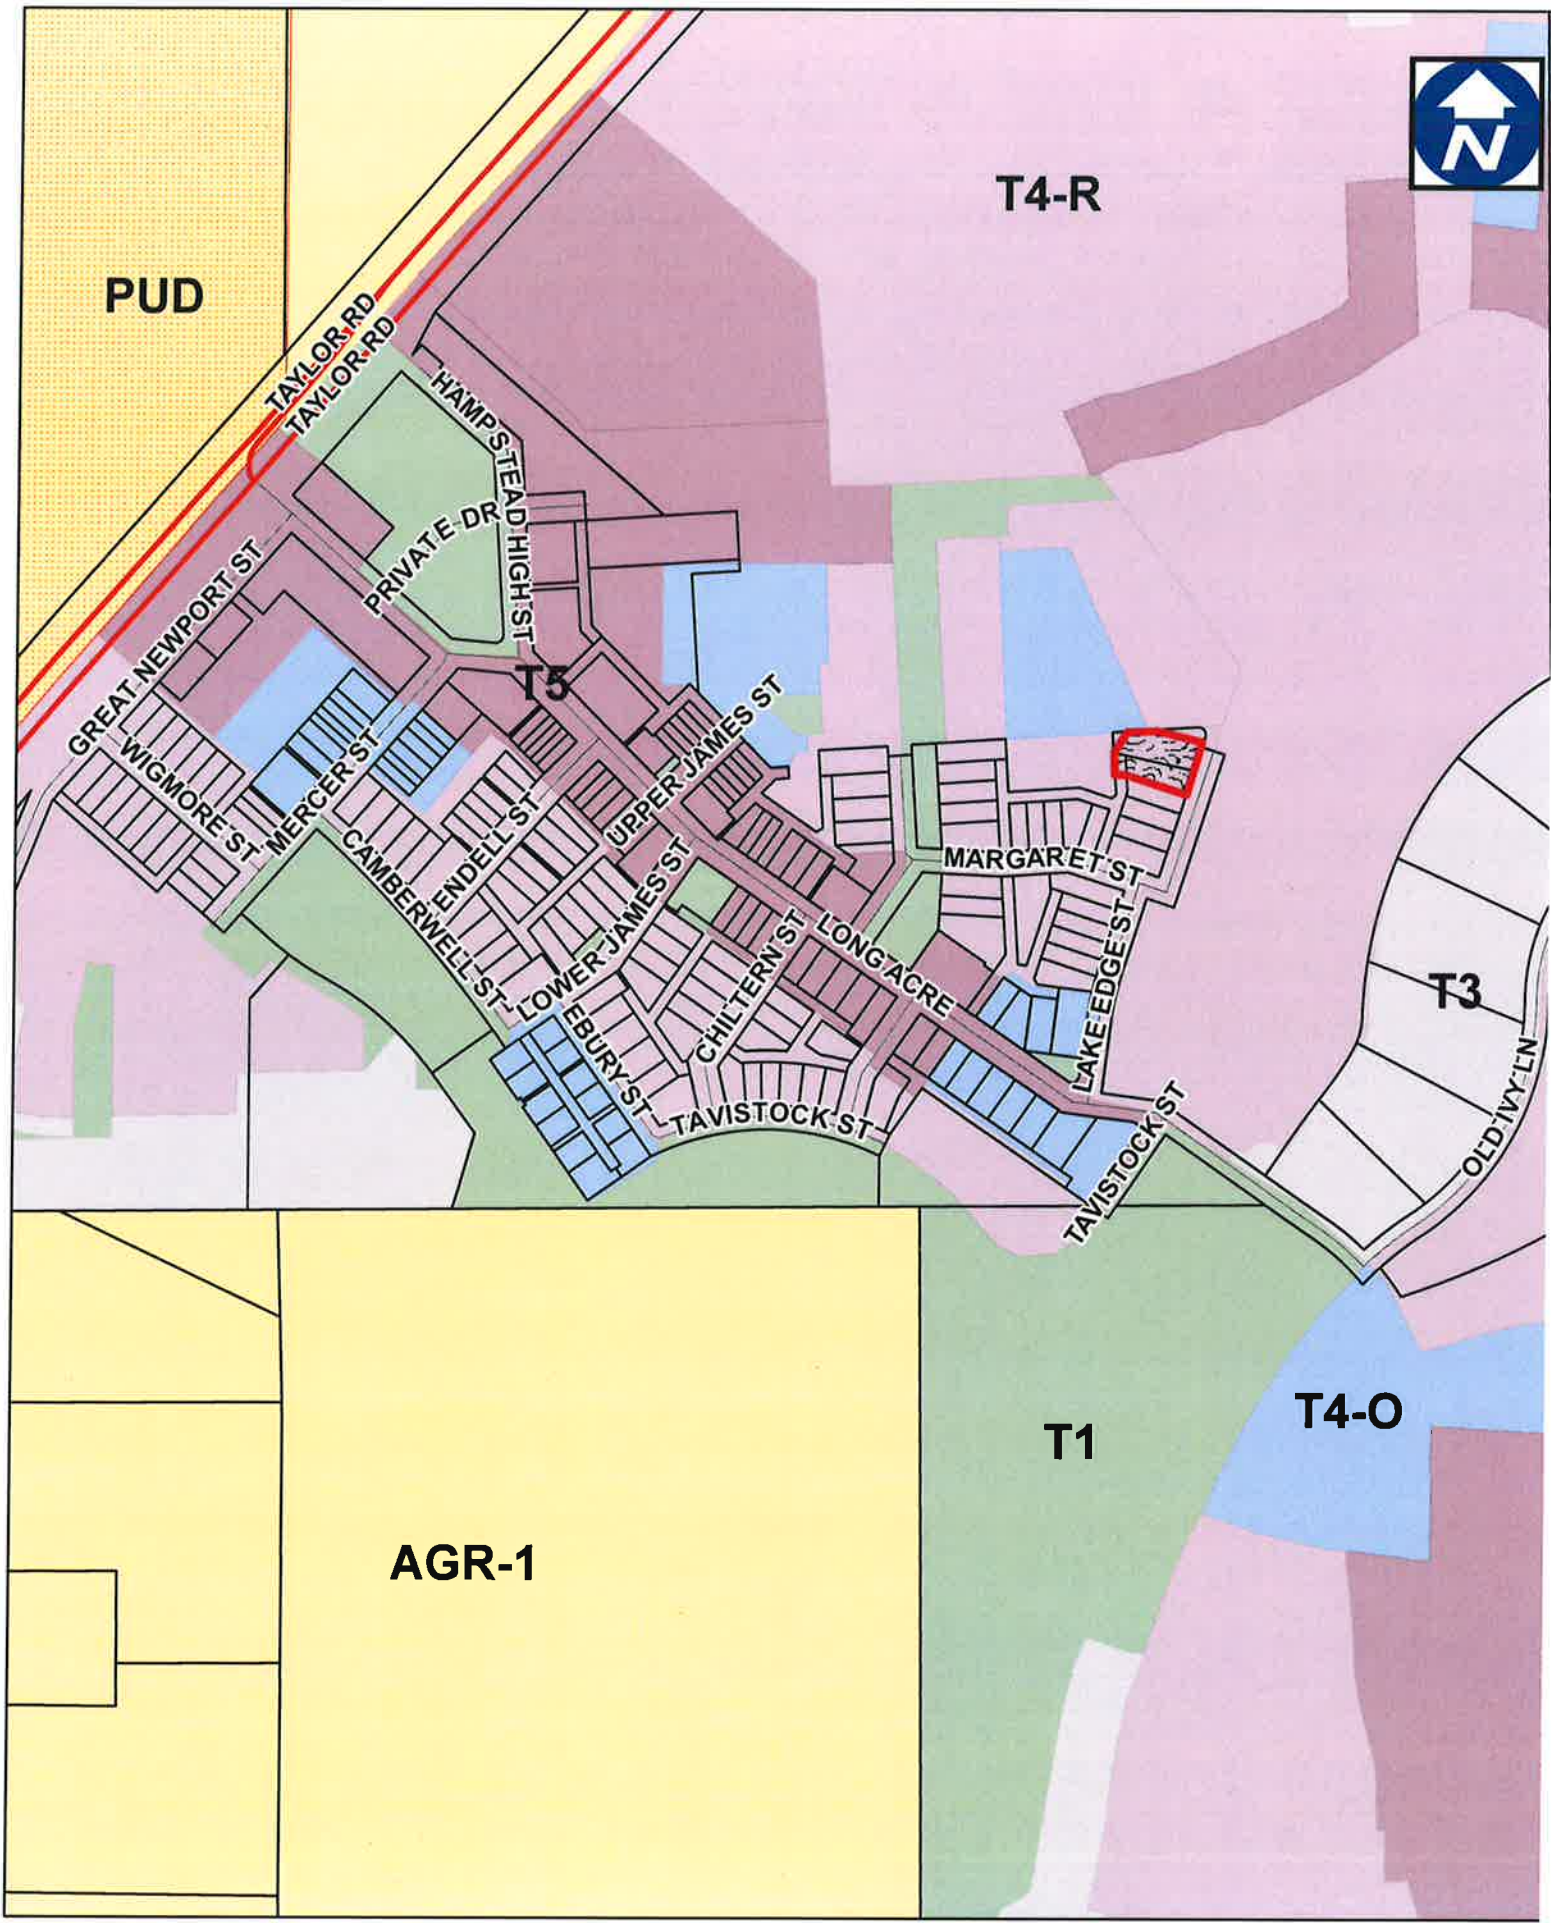 N
T4-R
PUD
TAYLOR RD
TAYLOR RD
HAMPSTEAD HIGH ST
PRIVATE DR
GREAT NEWPORT ST
T5
UPPER JAMES ST
WIGMORE ST
MERCER ST
CAMBERWELL ST
ENDELL ST
LOWER JAMES ST
MARGARET ST
LONG ACRE
CHILTERN ST
LAKE EDGE ST
EBURY ST
TAVISTOCK ST
TAVISTOCK ST
T3
OLD IVY LN
T4-O
T1
AGR-1